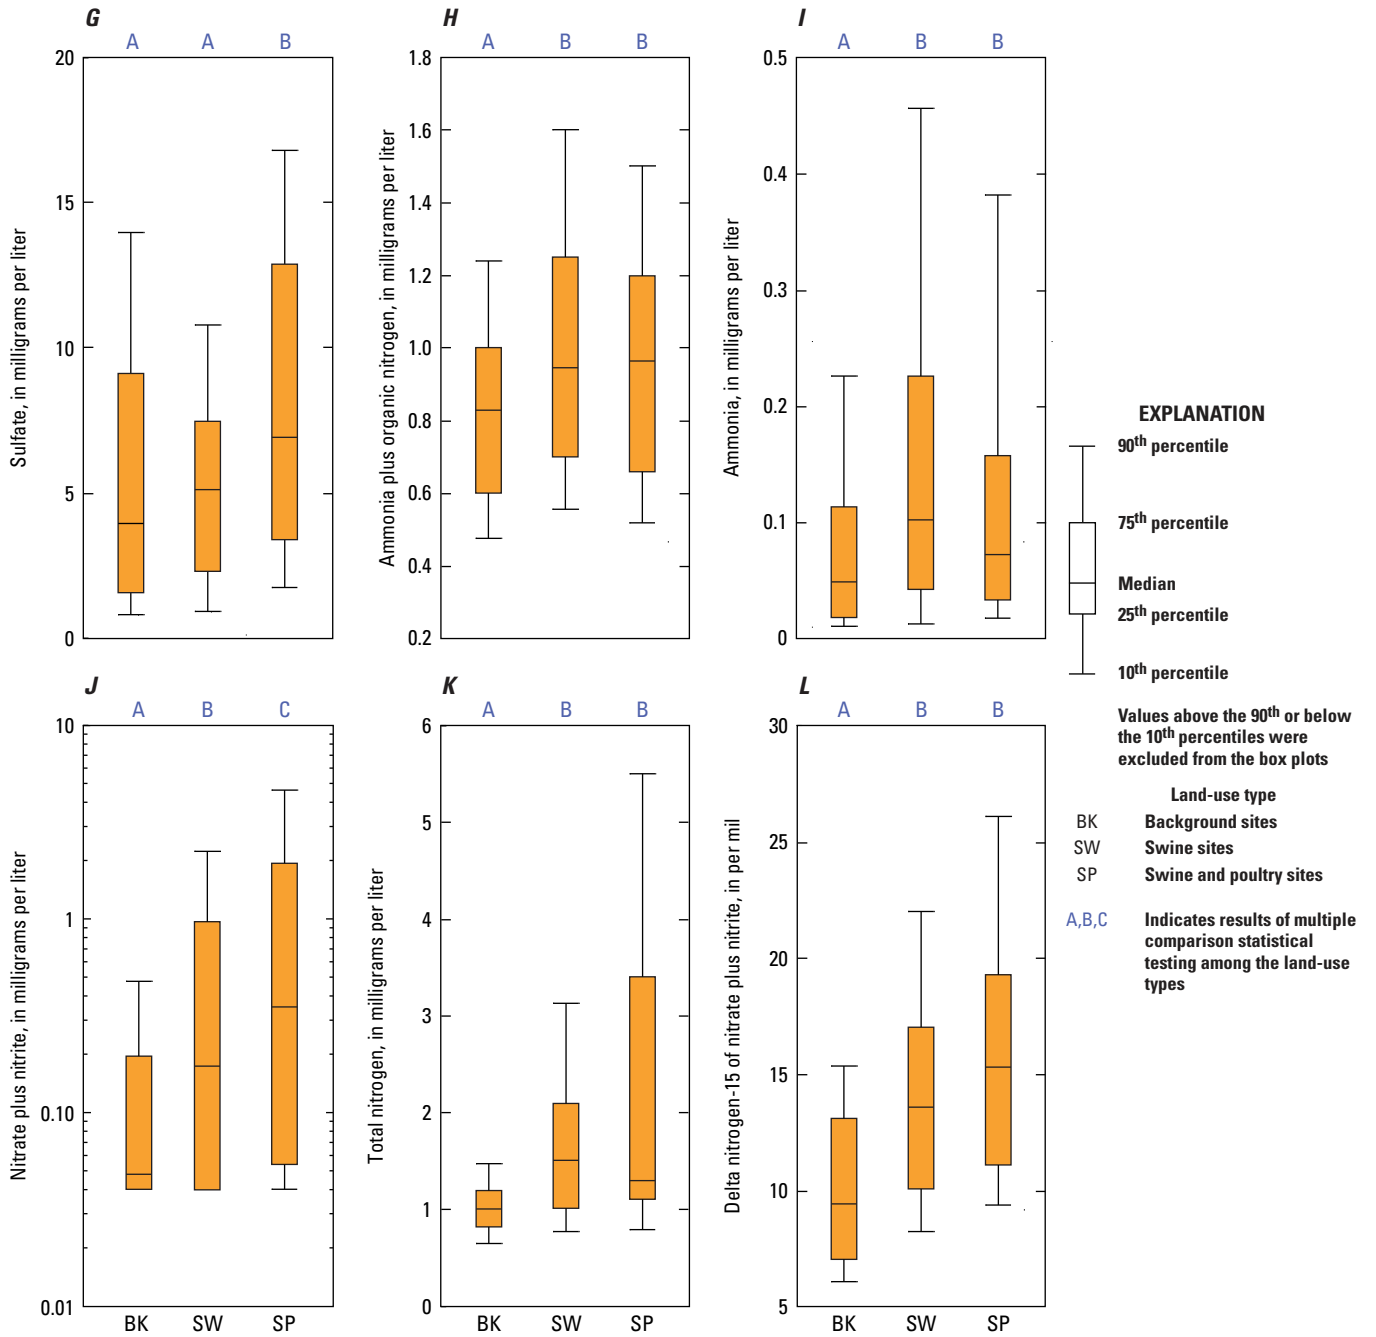 G
A A B
20
15
10
5
0
Sulfate, in milligrams per liter
H
A B B
1.8
1.6
1.4
1.2
1.0
0.8
0.6
0.4
0.2
Ammonia plus organic nitrogen, in milligrams per liter
I
A B B
0.5
0.4
0.3
0.2
0.1
0
Ammonia, in milligrams per liter
EXPLANATION
90th percentile
75th percentile
Median
25th percentile
10th percentile
Values above the 90th or below
the 10th percentiles were
excluded from the box plots
Land-use type
BK Background sites
SW Swine sites
SP Swine and poultry sites
A,B,C Indicates results of multiple
comparison statistical
testing among the land-use
types
J
A B C
10
1
0.10
0.01
Nitrate plus nitrite, in milligrams per liter
BK SW SP
K
A B B
6
5
4
3
2
1
0
Total nitrogen, in milligrams per liter
BK SW SP
L
A B B
30
25
20
15
10
5
Delta nitrogen-15 of nitrate plus nitrite, in per mil
BK SW SP